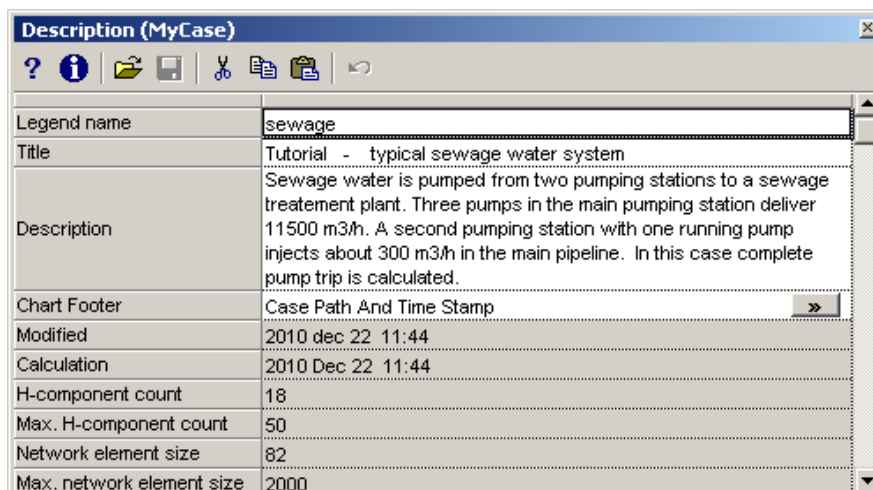 Description (MyCase)
Legend name sewage
Title Tutorial - typical sewage water system
Description Sewage water is pumped from two pumping stations to a sewage
treatement plant. Three pumps in the main pumping station deliver
11500 m3/h. A second pumping station with one running pump
injects about 300 m3/h in the main pipeline. In this case complete
pump trip is calculated.
Chart Footer Case Path And Time Stamp »
Modified 2010 dec 22 11:44
Calculation 2010 Dec 22 11:44
H-component count 18
Max. H-component count 50
Network element size 82
Max. network element size 2000